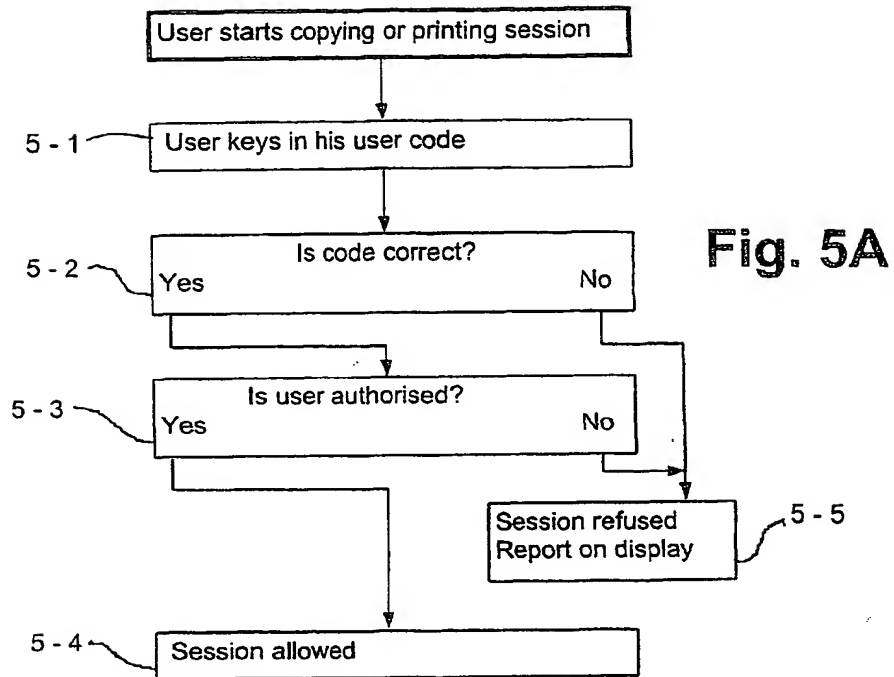 User starts copying or printing session
5 - 1
User keys in his user code
Is code correct?
5 - 2
Yes
No
Fig. 5A
Is user authorised?
5 - 3
Yes
No
Session refused
Report on display
5 - 5
5 - 4
Session allowed